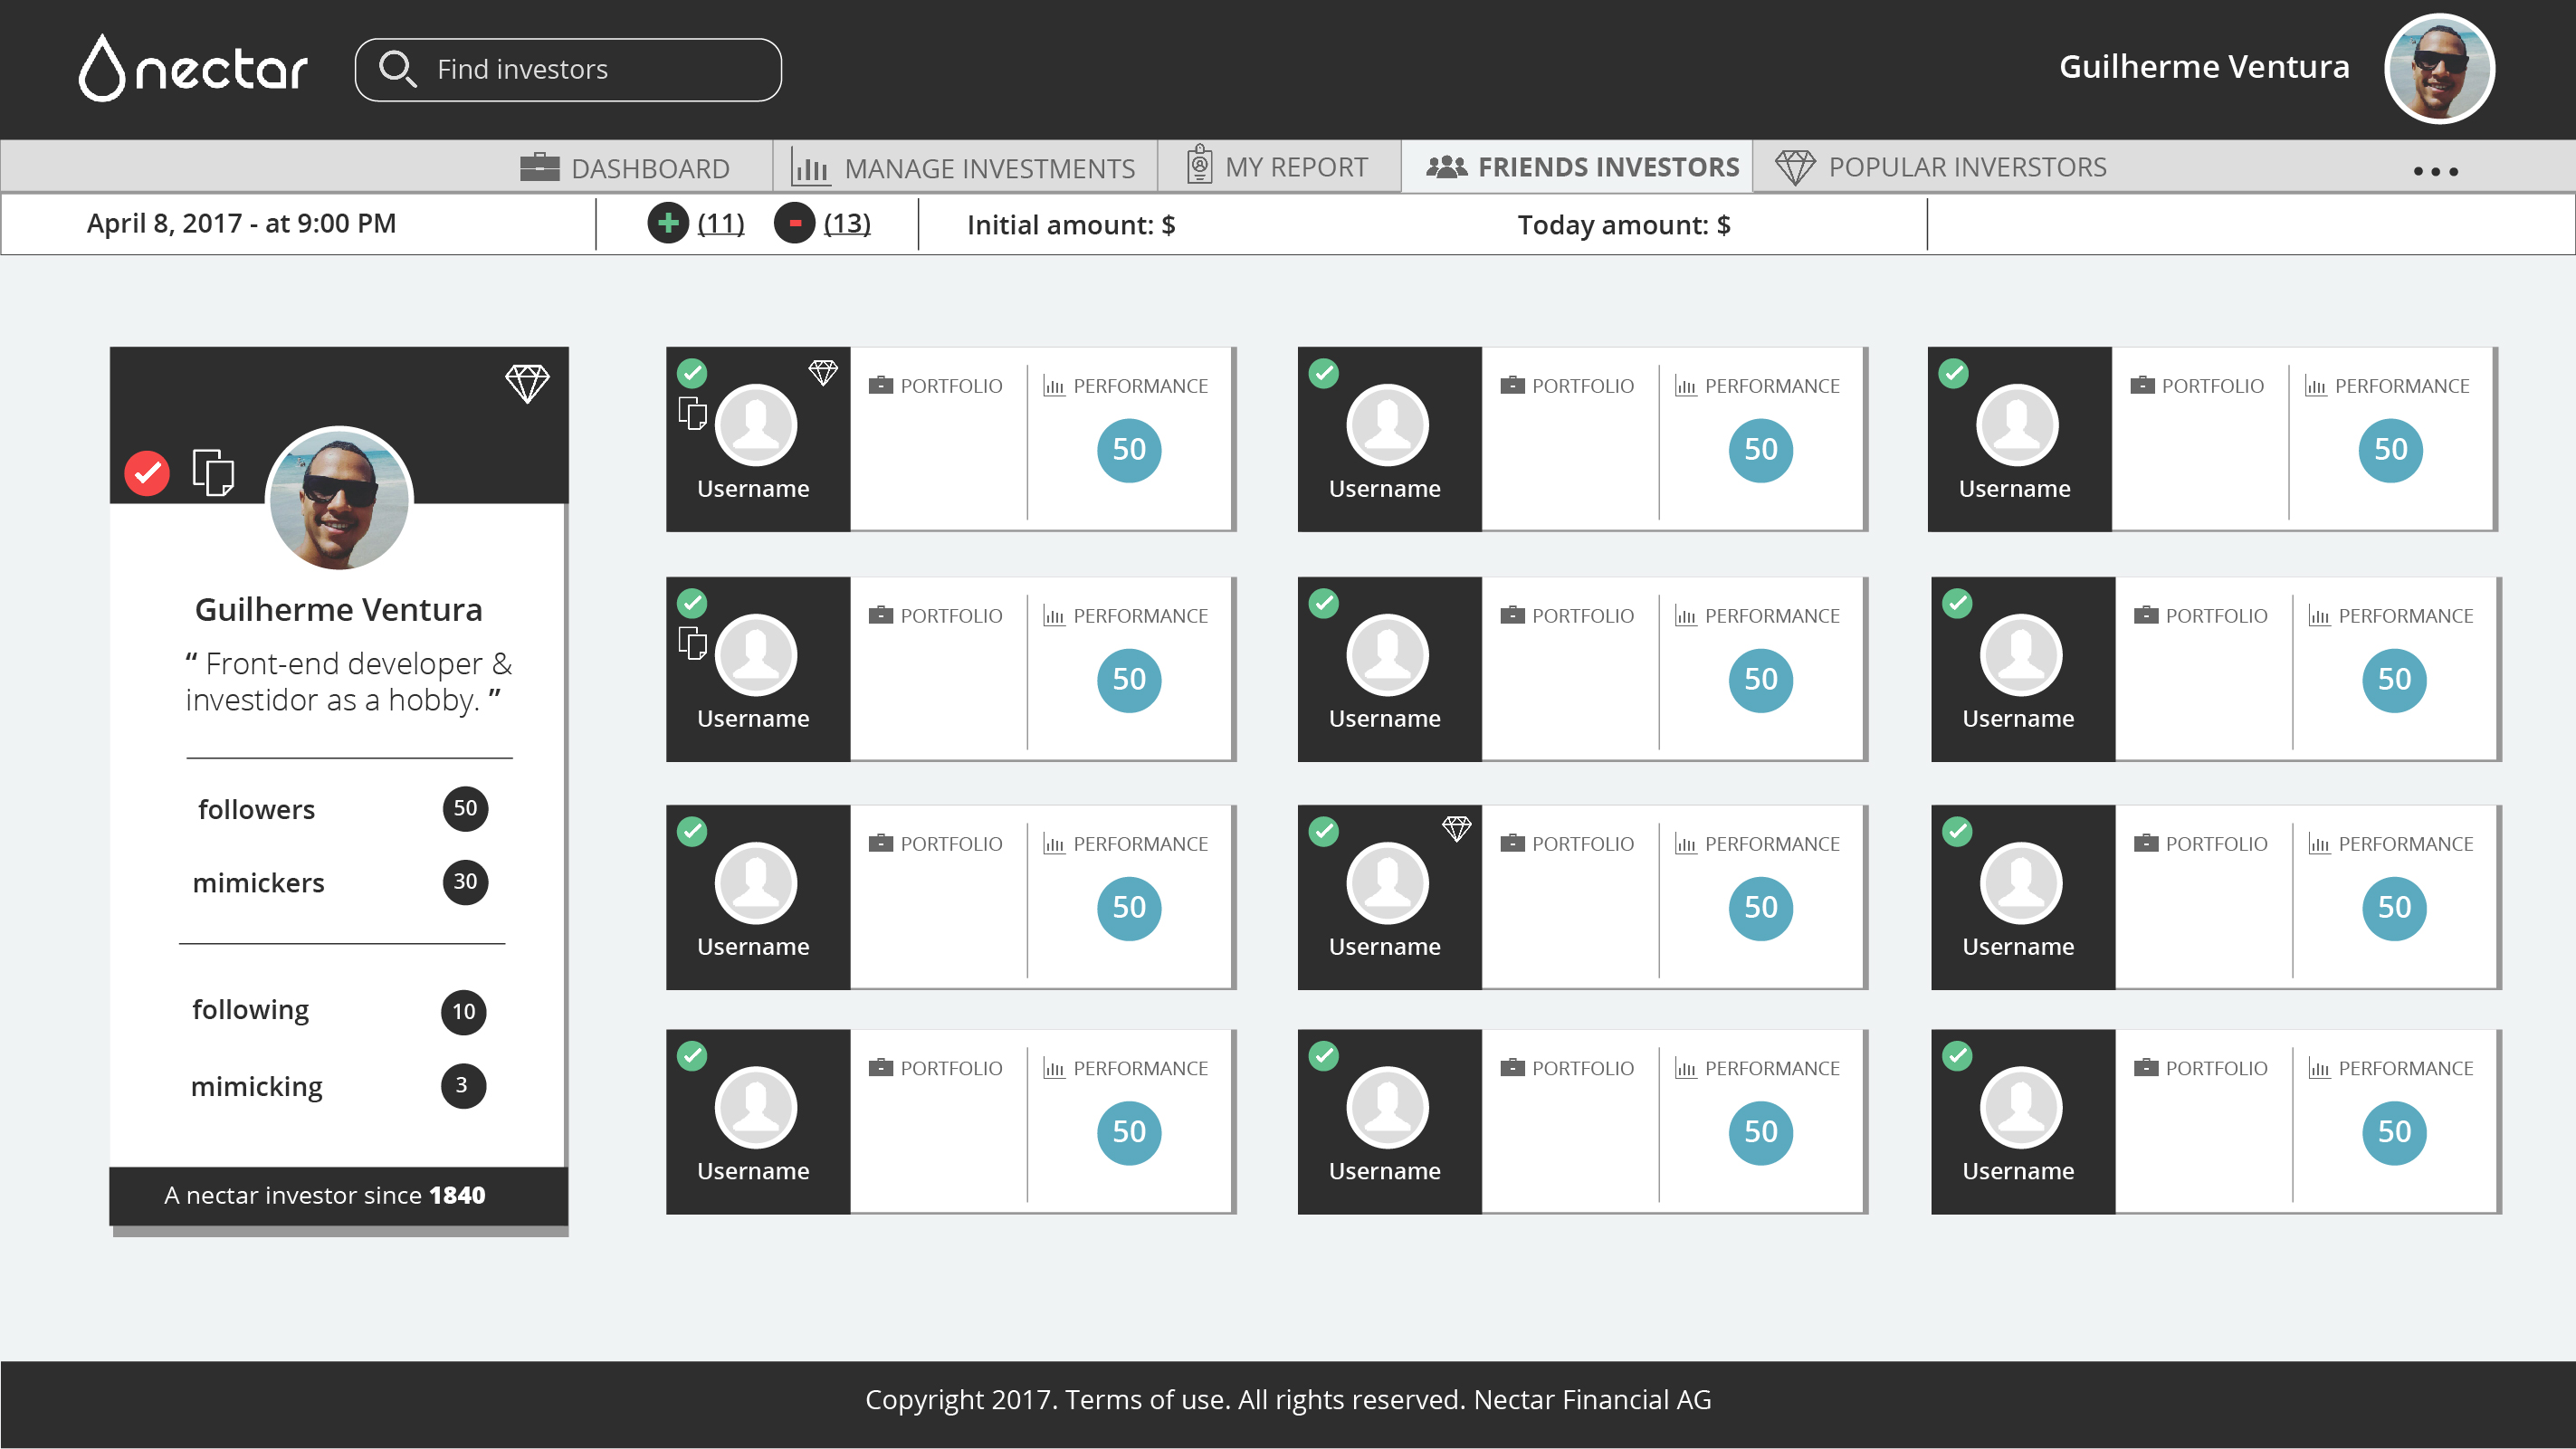 nectar
Find investors
Guilherme Ventura
DASHBOARD
MANAGE INVESTMENTS
MY REPORT
FRIENDS INVESTORS
POPULAR INVERSTORS
April 8, 2017 - at 9:00 PM
+ (11) - (13)
Initial amount: $
Today amount: $
Guilherme Ventura
“ Front-end developer &
investidor as a hobby. ”
followers 50
mimickers 30
following 10
mimicking 3
A nectar investor since 1840
Username
PORTFOLIO
PERFORMANCE
50
Username
PORTFOLIO
PERFORMANCE
50
Username
PORTFOLIO
PERFORMANCE
50
Username
PORTFOLIO
PERFORMANCE
50
Username
PORTFOLIO
PERFORMANCE
50
Username
PORTFOLIO
PERFORMANCE
50
Username
PORTFOLIO
PERFORMANCE
50
Username
PORTFOLIO
PERFORMANCE
50
Username
PORTFOLIO
PERFORMANCE
50
Username
PORTFOLIO
PERFORMANCE
50
Username
PORTFOLIO
PERFORMANCE
50
Username
PORTFOLIO
PERFORMANCE
50
Copyright 2017. Terms of use. All rights reserved. Nectar Financial AG